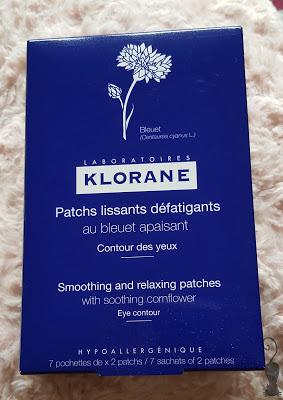 Bleuet
(Centaurea cyanus L.)
LABORATOIRES
KLORANE
Patchs lissants défatigants
au bleuet apaisant
Contour des yeux
Smoothing and relaxing patches
with soothing cornflower
Eye contour
HYPOALLERGÉNIQUE
7 pochettes de x 2 patchs / 7 sachets of 2 patches